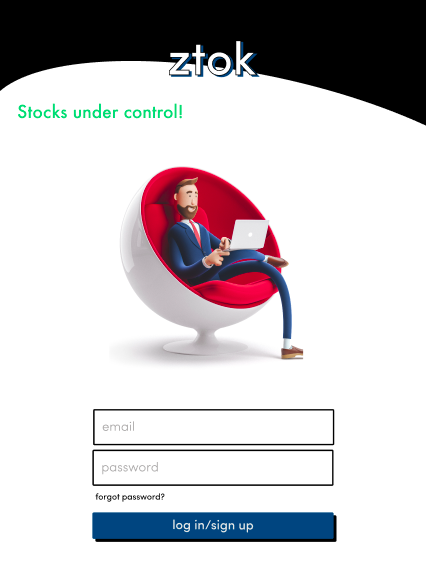 ztok
Stocks under control!
email
password
forgot password?
log in/sign up